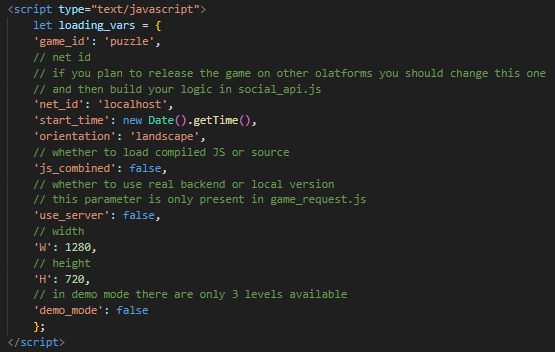 <script type="text/javascript">
let loading_vars = {
'game_id': 'puzzle',
// net id
// if you plan to release the game on other olatforms you should change this one
// and then build your logic in social_api.js
'net_id': 'localhost',
'start_time': new Date().getTime(),
'orientation': 'landscape',
// whether to load compiled JS or source
'js_combined': false,
// whether to use real backend or local version
// this parameter is only present in game_request.js
'use_server': false,
// width
'W': 1280,
// height
'H': 720,
// in demo mode there are only 3 levels available
'demo_mode': false
};
</script>